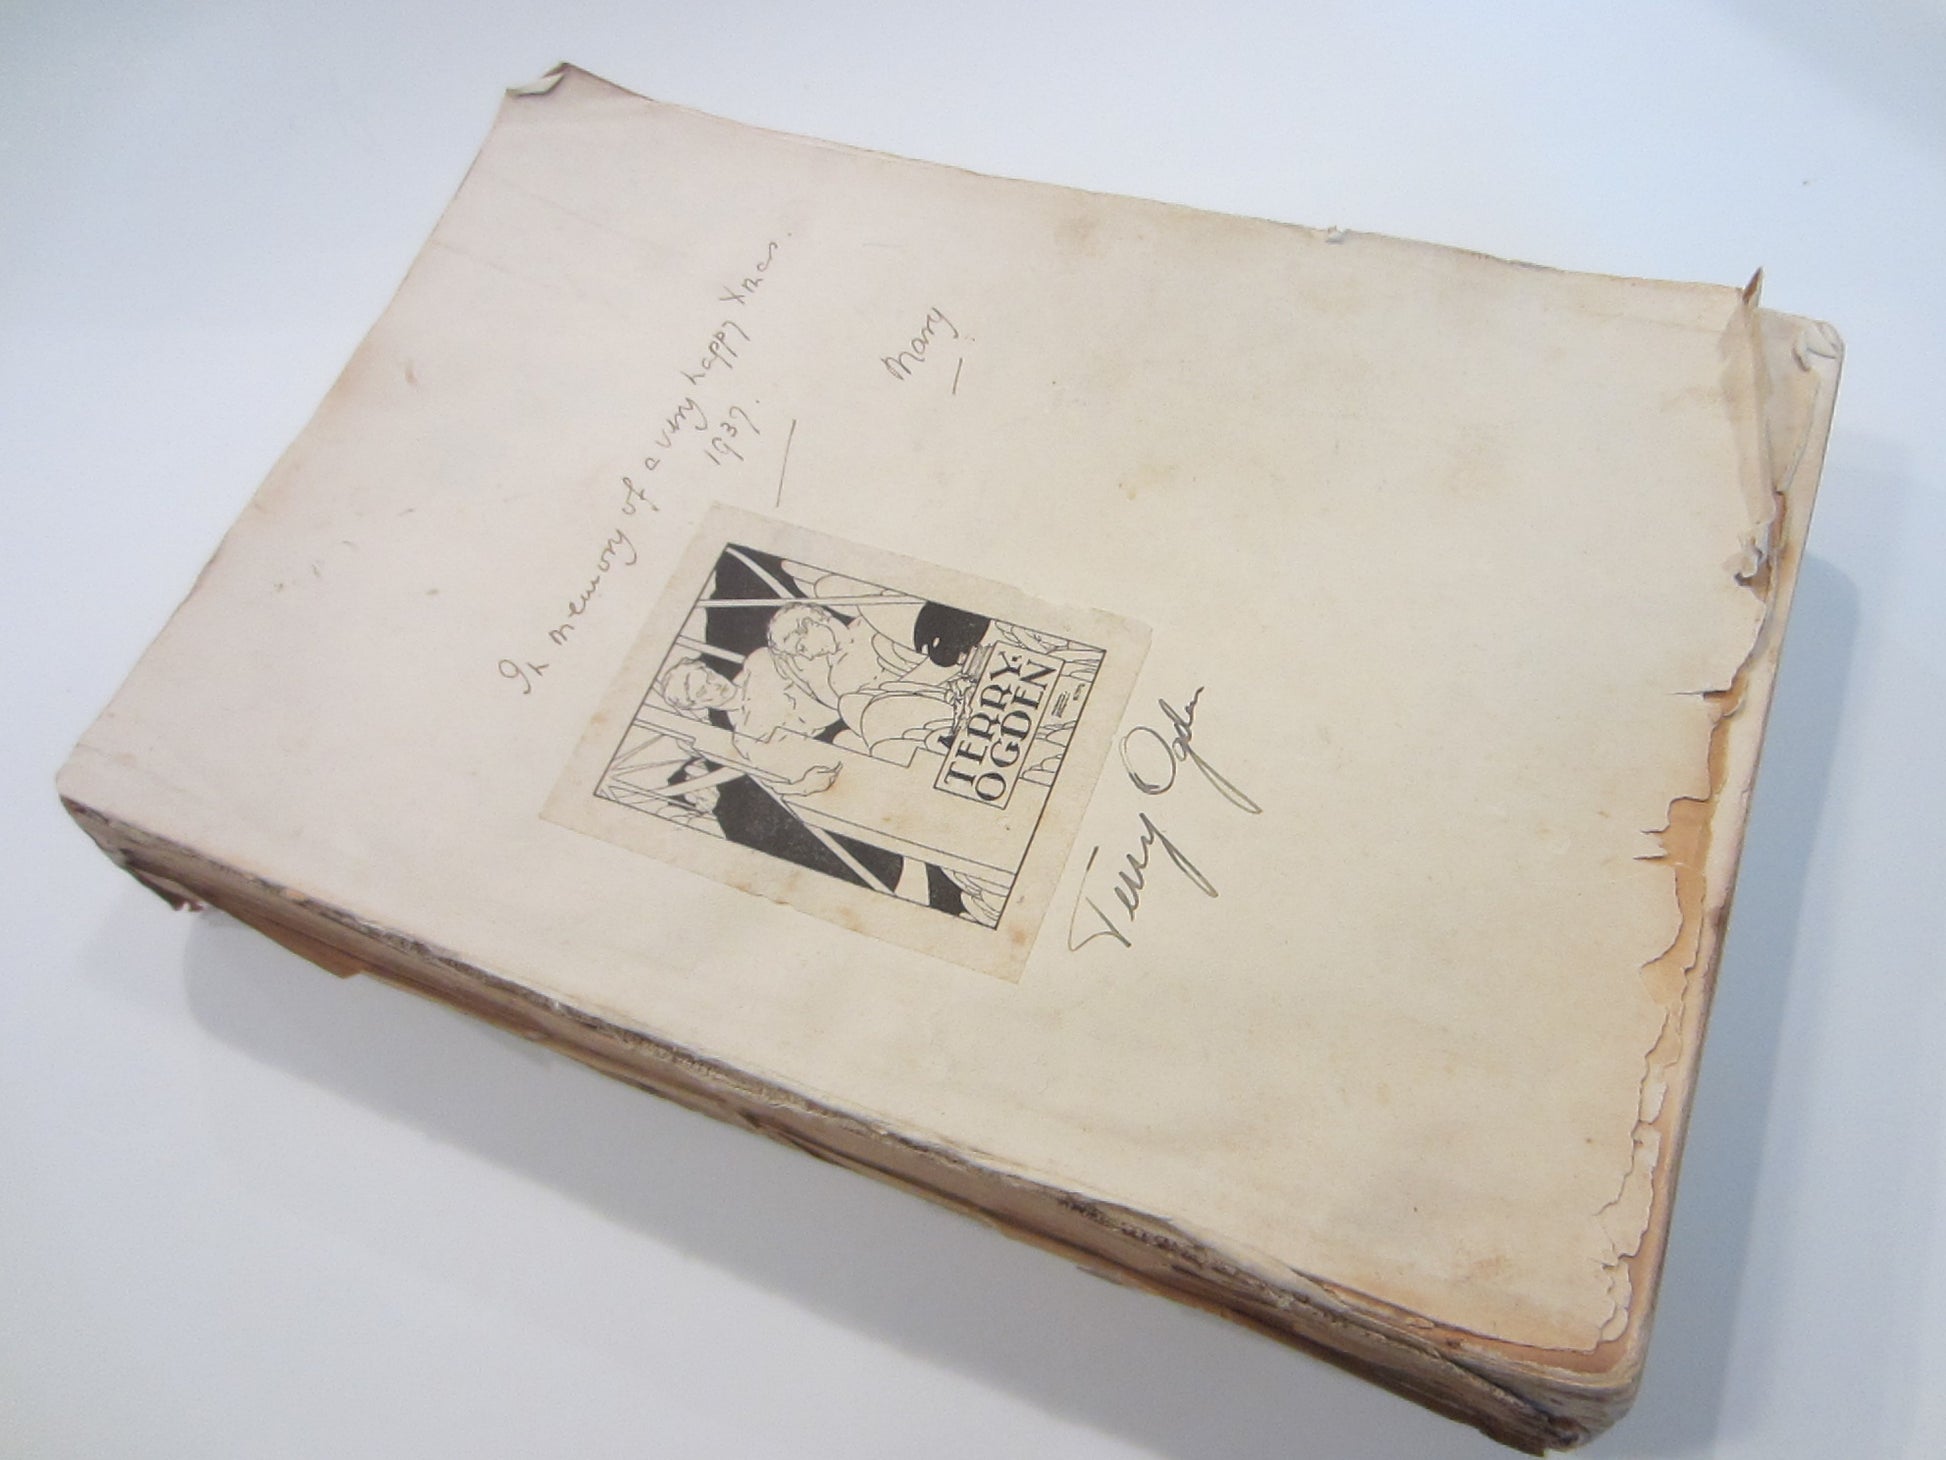 In memory of a very happy Xmas.
1937.
Mary
TERRY
OGDEN
Terry Ogden